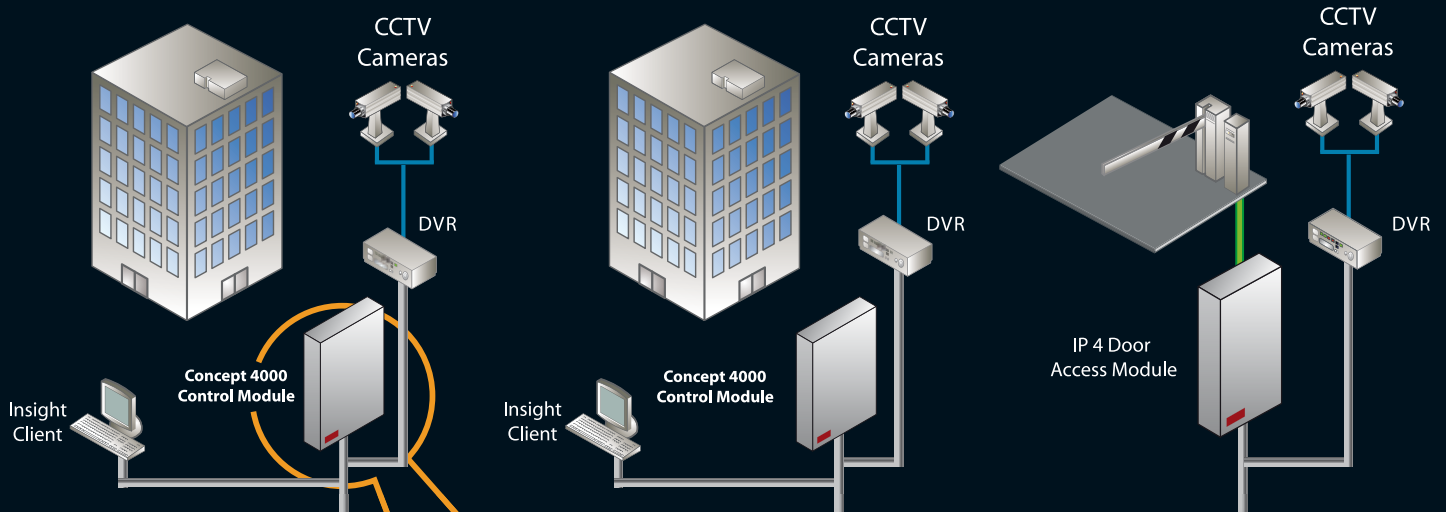 CCTV
Cameras
DVR
Concept 4000
Control Module
Insight
Client
CCTV
Cameras
DVR
Concept 4000
Control Module
Insight
Client
CCTV
Cameras
DVR
IP 4 Door
Access Module